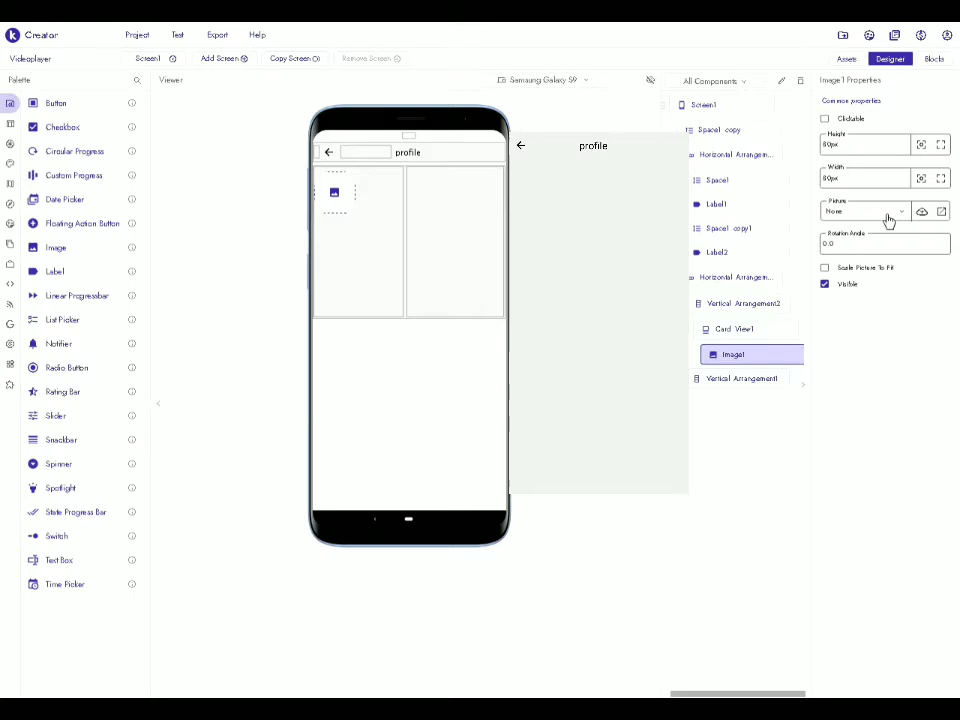 Creator
Project
Test
Export
Help
Videoplayer
Screen1
Add Screen
Copy Screen
Remove Screen
Assets
Designer
Blocks
Palette
Viewer
Samsung Galaxy S9
All Components
Image1 Properties
Button
Checkbox
Circular Progress
Custom Progress
Date Picker
Floating Action Button
Image
Label
Linear Progressbar
List Picker
Notifier
Radio Button
Rating Bar
Slider
Snackbar
Spinner
Spotlight
State Progress Bar
Switch
Text Box
Time Picker
profile
profile
Screen1
Space1 copy
Horizontal Arrangem...
Space1
Label1
Space1 copy1
Label2
Horizontal Arrangem...
Vertical Arrangement2
Card View1
Image1
Vertical Arrangement1
Common properties
Clickable
Height
60px
Width
60px
Picture
None
Rotation Angle
0.0
Scale Picture To Fit
Visible